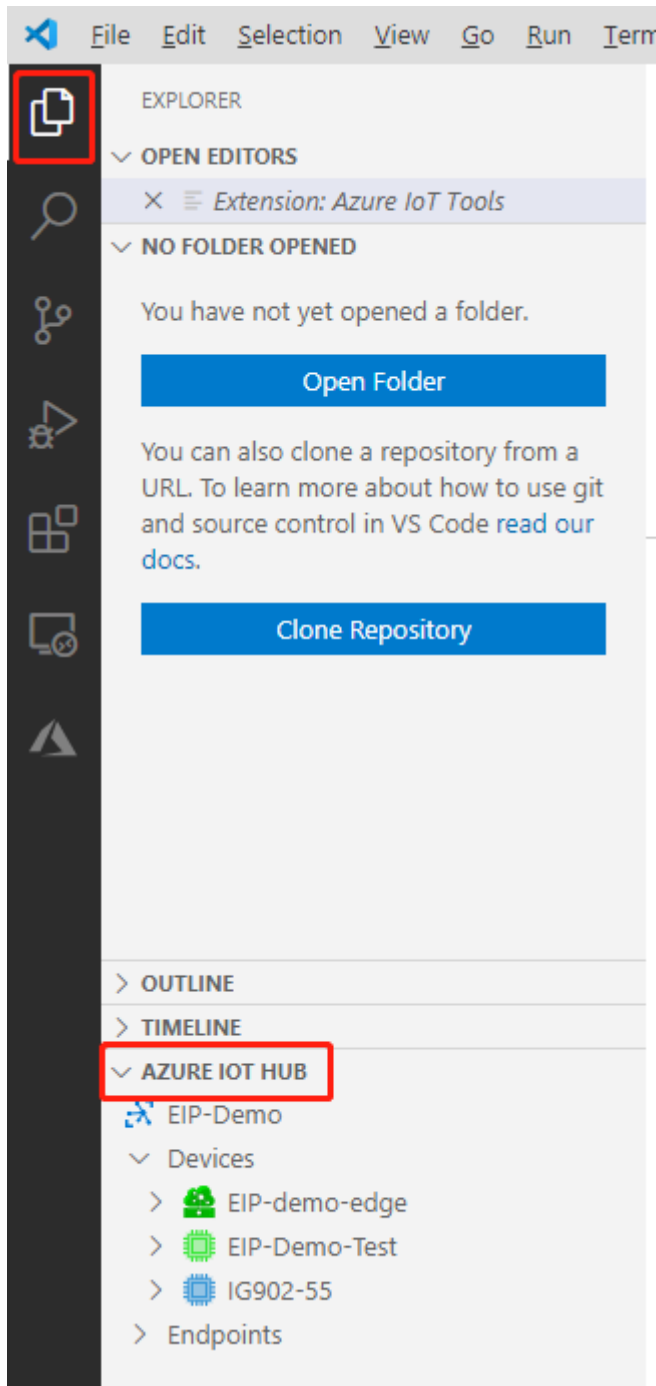 File Edit Selection View Go Run Term
EXPLORER
OPEN EDITORS
Extension: Azure IoT Tools
NO FOLDER OPENED
You have not yet opened a folder.
Open Folder
You can also clone a repository from a
URL. To learn more about how to use git
and source control in VS Code read our
docs.
Clone Repository
OUTLINE
TIMELINE
AZURE IOT HUB
EIP-Demo
Devices
EIP-demo-edge
EIP-Demo-Test
IG902-55
Endpoints